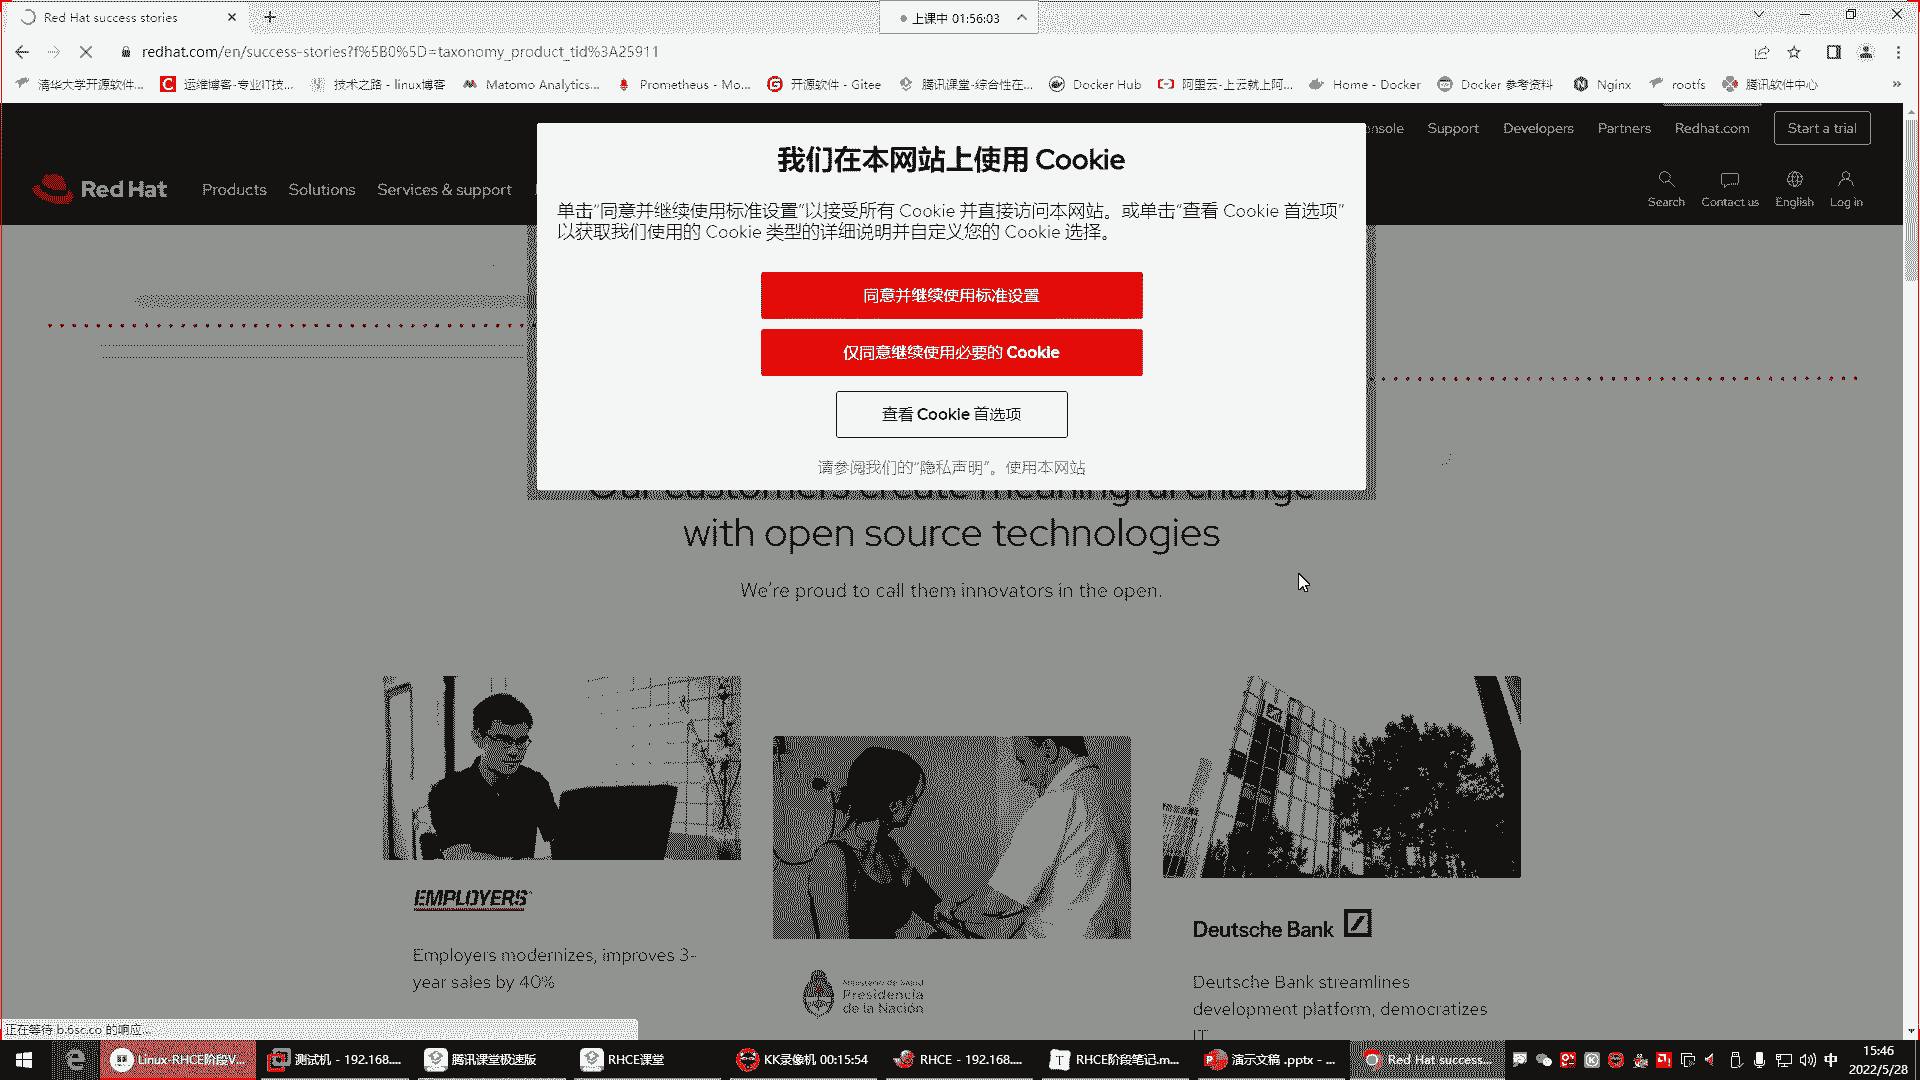 Red Hat success stories
上课中 01:56:03
redhat.com/en/success-stories?f%5B0%5D=taxonomy_product_tid%3A25911
清华大学开源软件...
运维博客-专业IT技...
技术之路 - linux博客
Matomo Analytics...
Prometheus - Mo...
开源软件 - Gitee
腾讯课堂-综合性在...
Docker Hub
阿里云-上云就上阿...
Home - Docker
Docker 参考资料
Nginx
rootfs
腾讯软件中心
onsole
Support
Developers
Partners
Redhat.com
Start a trial
Red Hat
Products
Solutions
Services & support
Search
Contact us
English
Log in
我们在本网站上使用 Cookie
单击“同意并继续使用标准设置”以接受所有 Cookie 并直接访问本网站。或单击“查看 Cookie 首选项”
以获取我们使用的 Cookie 类型的详细说明并自定义您的 Cookie 选择。
同意并继续使用标准设置
仅同意继续使用必要的 Cookie
查看 Cookie 首选项
请参阅我们的“隐私声明”。使用本网站
with open source technologies
We're proud to call them innovators in the open.
EMPLOYERS
Employers modernizes, improves 3-
year sales by 40%
Ministerio de Salud
Presidencia
de la Nación
Deutsche Bank
Deutsche Bank streamlines
development platform, democratizes
IT
正在等待 b.6sc.co 的响应...
Linux-RHCE阶段V...
测试机 - 192.168....
腾讯课堂极速版
RHCE课堂
KK录像机 00:15:54
RHCE - 192.168....
RHCE阶段笔记.m...
演示文稿 .pptx - ...
Red Hat success...
中
15:46
2022/5/28